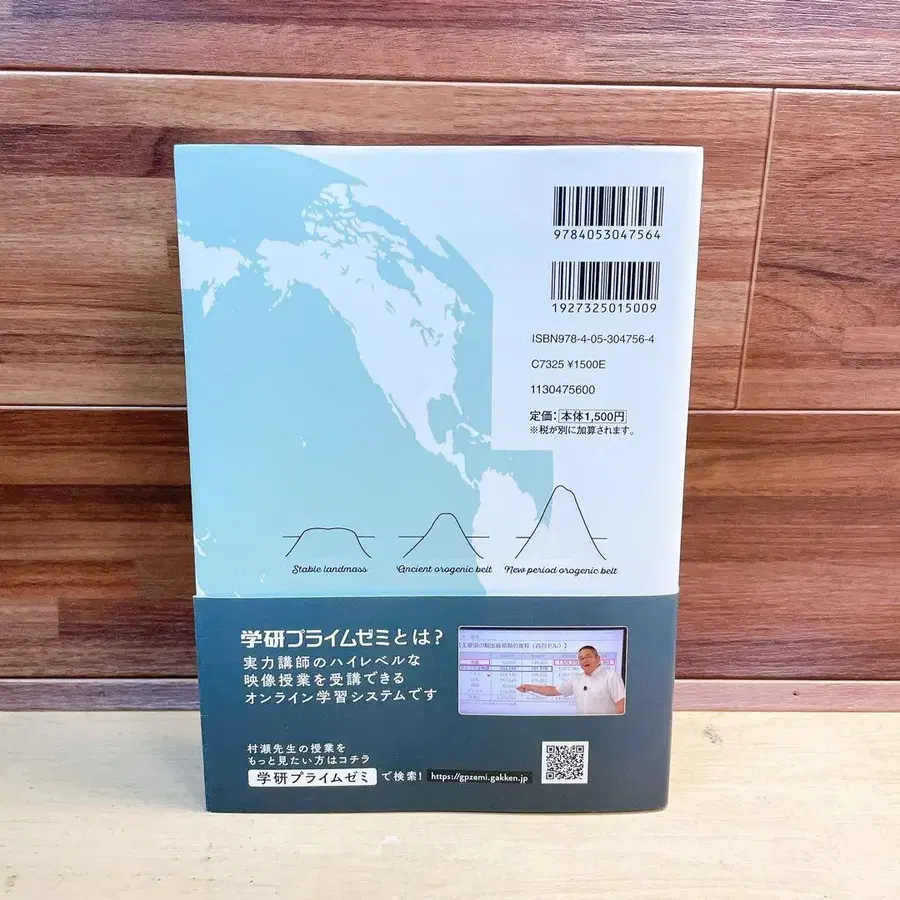 9784053047564
1927325015009
ISBN978-4-05-304756-4
C7325 ¥1500E
1130475600
定価：本体1,500円
※税が別に加算されます。
Stable landmass
Ancient orogenic belt
New period orogenic belt
学研プライムゼミとは？
実力講師のハイレベルな
映像授業を受講できる
オンライン学習システムです
村瀬先生の授業を
もっと見たい方はコチラ
学研プライムゼミ で検索！ https://gpzemi.gakken.jp